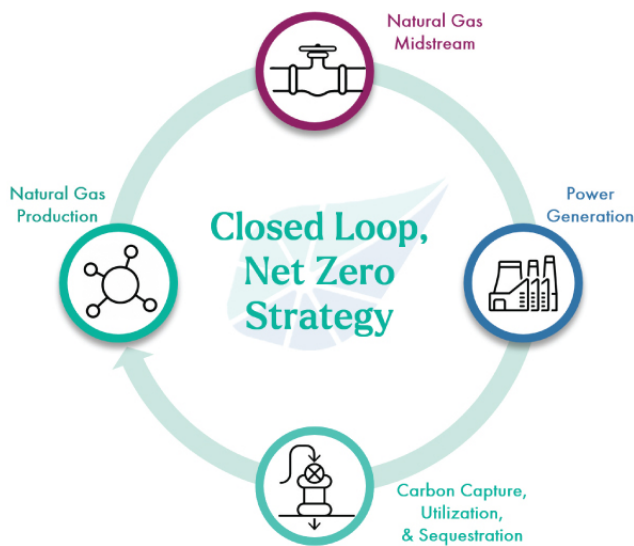 Natural Gas
Midstream
Natural Gas
Production
Power
Generation
Closed Loop,
Net Zero
Strategy
Carbon Capture,
Utilization,
& Sequestration